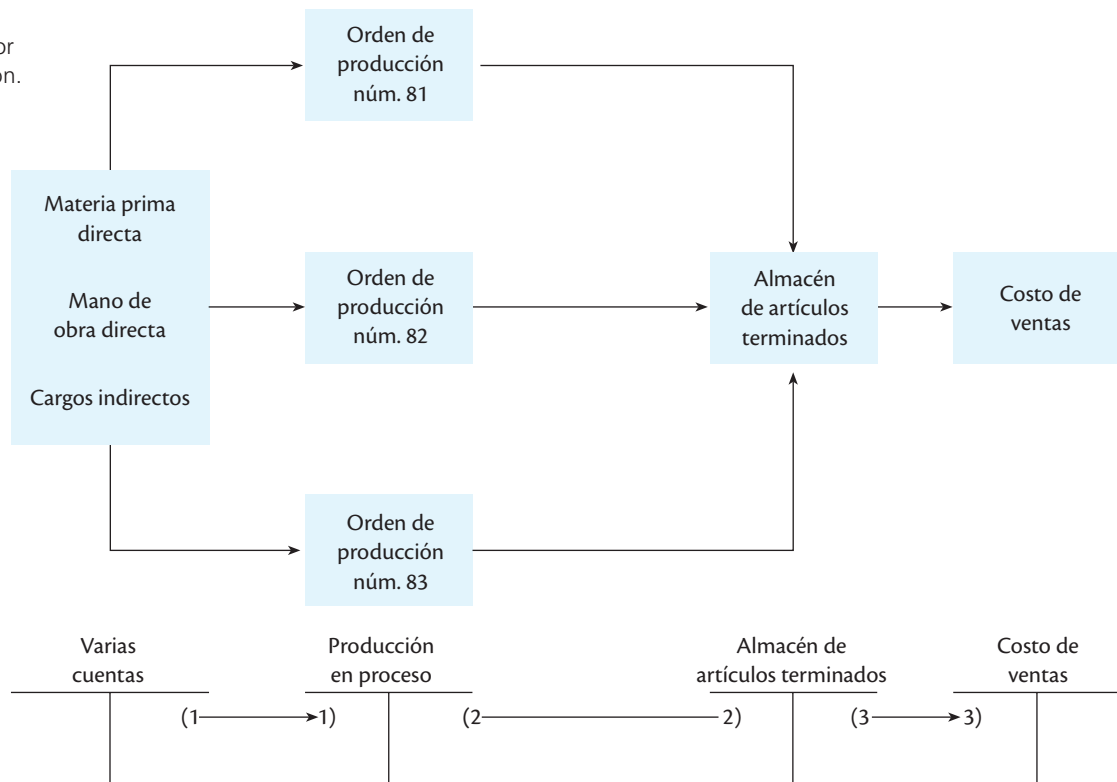 or
ón.
Orden de
producción
núm. 81
Materia prima
directa
Mano de
obra directa
Cargos indirectos
Orden de
producción
núm. 82
Almacén
de artículos
terminados
Costo de
ventas
Orden de
producción
núm. 83
Varias
cuentas
Producción
en proceso
Almacén de
artículos terminados
Costo de
ventas
(1 1) (2 2) (3 3)